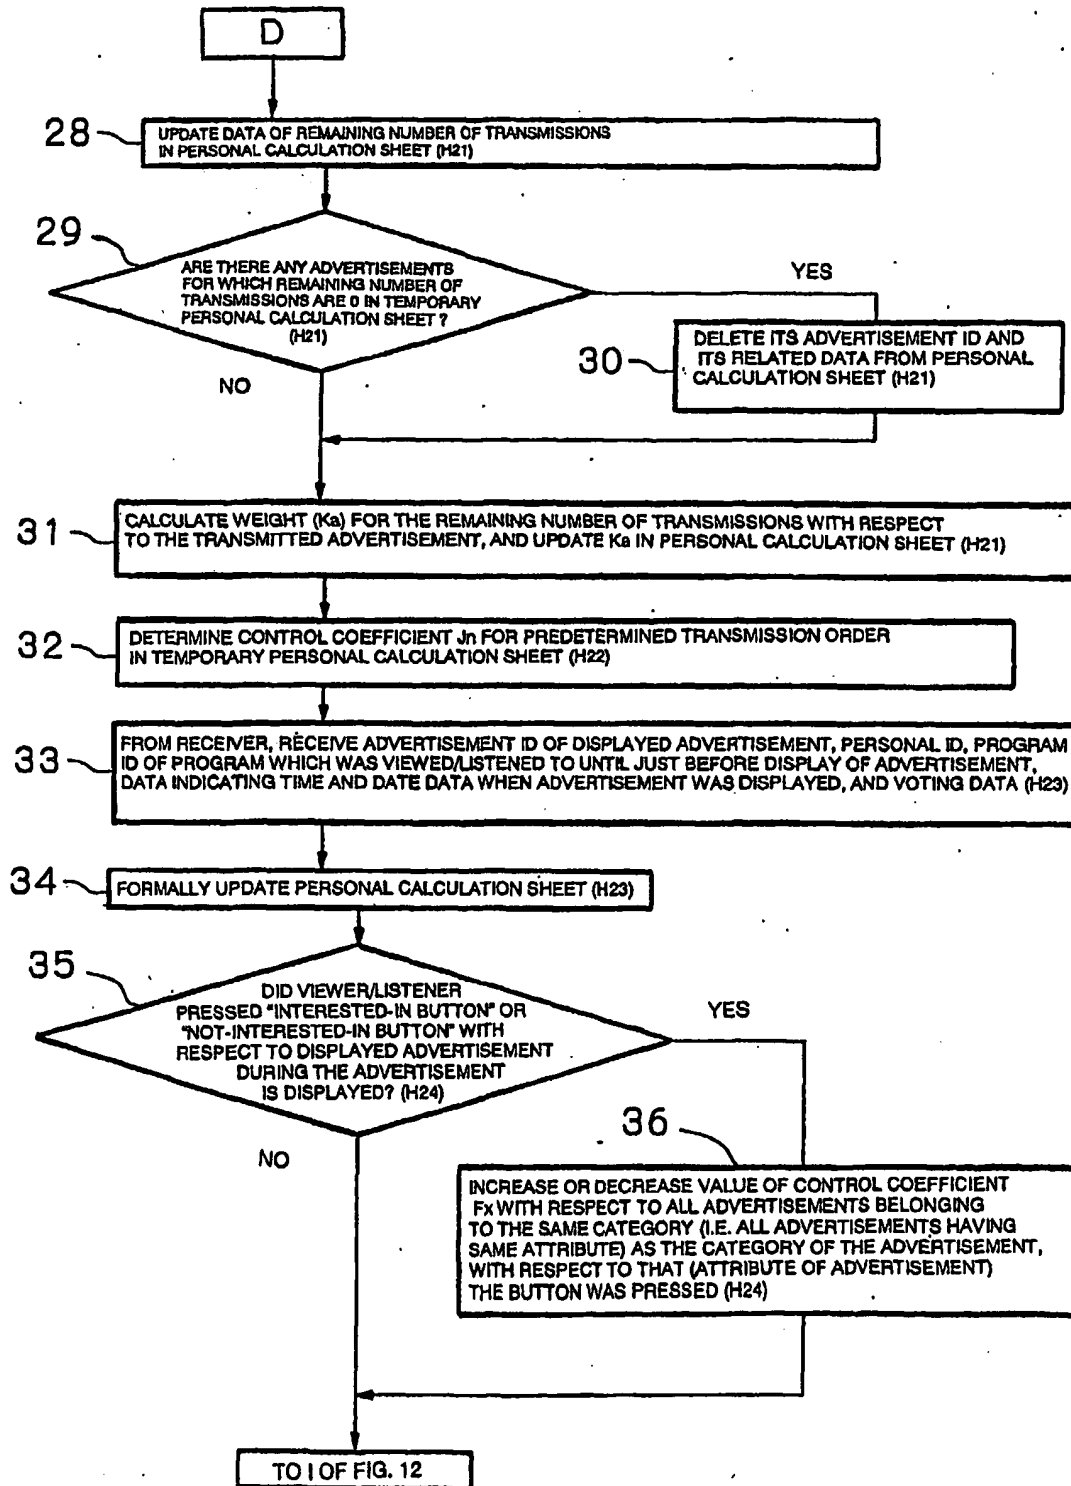 D
28
UPDATE DATA OF REMAINING NUMBER OF TRANSMISSIONS
IN PERSONAL CALCULATION SHEET (H21)
29
ARE THERE ANY ADVERTISEMENTS
FOR WHICH REMAINING NUMBER OF
TRANSMISSIONS ARE 0 IN TEMPORARY
PERSONAL CALCULATION SHEET ?
(H21)
YES
30
DELETE ITS ADVERTISEMENT ID AND
ITS RELATED DATA FROM PERSONAL
CALCULATION SHEET (H21)
NO
31
CALCULATE WEIGHT (Ka) FOR THE REMAINING NUMBER OF TRANSMISSIONS WITH RESPECT
TO THE TRANSMITTED ADVERTISEMENT, AND UPDATE Ka IN PERSONAL CALCULATION SHEET (H21)
32
DETERMINE CONTROL COEFFICIENT Jn FOR PREDETERMINED TRANSMISSION ORDER
IN TEMPORARY PERSONAL CALCULATION SHEET (H22)
33
FROM RECEIVER, RECEIVE ADVERTISEMENT ID OF DISPLAYED ADVERTISEMENT, PERSONAL ID, PROGRAM
ID OF PROGRAM WHICH WAS VIEWED/LISTENED TO UNTIL JUST BEFORE DISPLAY OF ADVERTISEMENT,
DATA INDICATING TIME AND DATE DATA WHEN ADVERTISEMENT WAS DISPLAYED, AND VOTING DATA (H23)
34
FORMALLY UPDATE PERSONAL CALCULATION SHEET (H23)
35
DID VIEWER/LISTENER
PRESSED "INTERESTED-IN BUTTON" OR
"NOT-INTERESTED-IN BUTTON" WITH
RESPECT TO DISPLAYED ADVERTISEMENT
DURING THE ADVERTISEMENT
IS DISPLAYED? (H24)
YES
36
NO
INCREASE OR DECREASE VALUE OF CONTROL COEFFICIENT
Fx WITH RESPECT TO ALL ADVERTISEMENTS BELONGING
TO THE SAME CATEGORY (I.E. ALL ADVERTISEMENTS HAVING
SAME ATTRIBUTE) AS THE CATEGORY OF THE ADVERTISEMENT,
WITH RESPECT TO THAT (ATTRIBUTE OF ADVERTISEMENT)
THE BUTTON WAS PRESSED (H24)
TO I OF FIG. 12